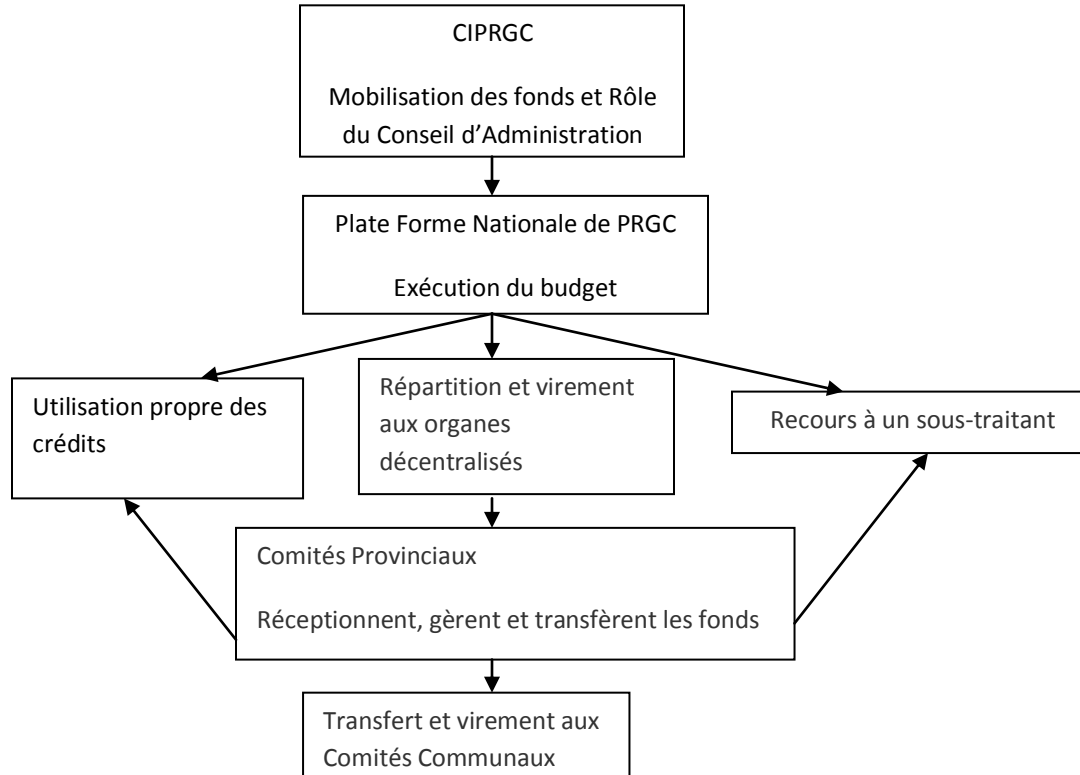 CIPRGC
Mobilisation des fonds et Rôle
du Conseil d’Administration
Plate Forme Nationale de PRGC
Exécution du budget
Utilisation propre des
crédits
Répartition et virement
aux organes
décentralisés
Recours à un sous-traitant
Comités Provinciaux
Réceptionnent, gèrent et transfèrent les fonds
Transfert et virement aux
Comités Communaux